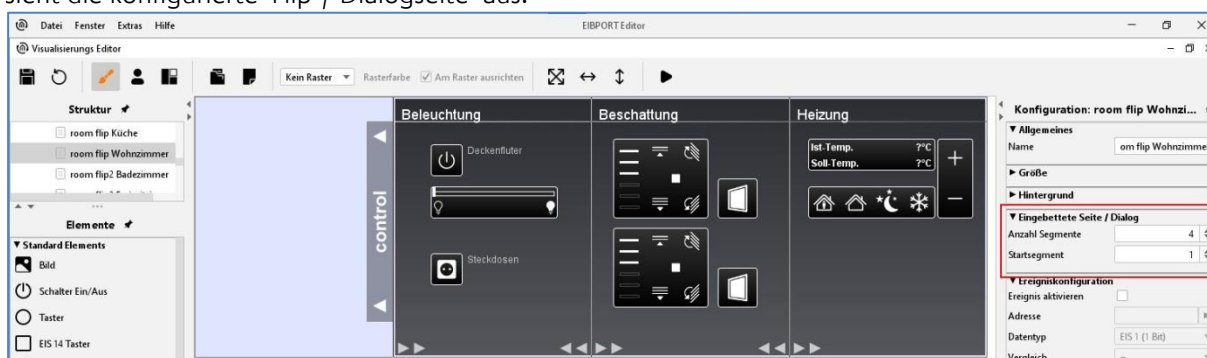 sieht die konfigurierte "Flip / Dialogseite" aus.
Datei Fenster Extras Hilfe
EIBPORT Editor
Visualisierungs Editor
Kein Raster Rasterfarbe Am Raster ausrichten
Struktur
room flip Küche
room flip Wohnzimmer
room flip2 Badezimmer
Elemente
Standard Elements
Bild
Schalter Ein/Aus
Taster
EIS 14 Taster
control
Beleuchtung
Deckenfluter
Steckdosen
Beschattung
Heizung
Ist-Temp. ?°C
Soll-Temp. ?°C
+
−
Konfiguration: room flip Wohnzi...
Allgemeines
Name om flip Wohnzimmer
Größe
Hintergrund
Eingebettete Seite / Dialog
Anzahl Segmente 4
Startsegment 1
Ereigniskonfiguration
Ereignis aktivieren
Adresse
Datentyp EIS 1 (1 Bit)
Vergleich